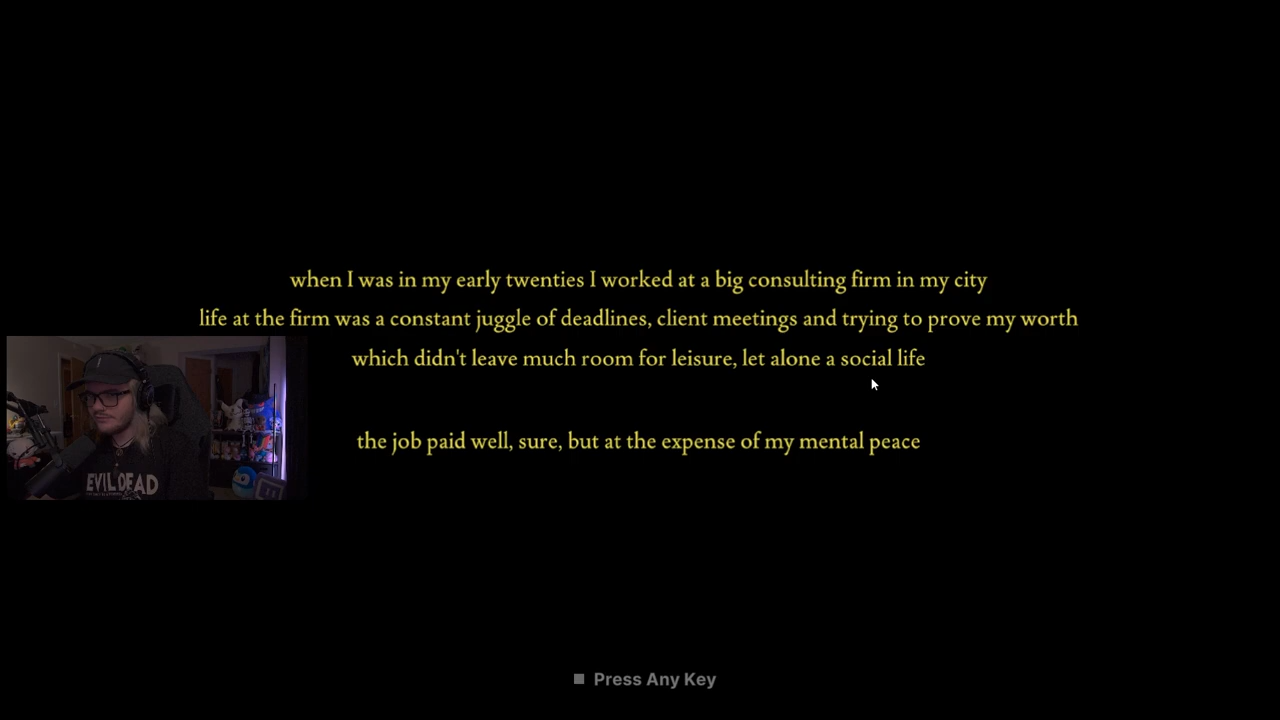 when I was in my early twenties I worked at a big consulting firm in my city
life at the firm was a constant juggle of deadlines, client meetings and trying to prove my worth
which didn't leave much room for leisure, let alone a social life
the job paid well, sure, but at the expense of my mental peace
EVIL DEAD
Press Any Key